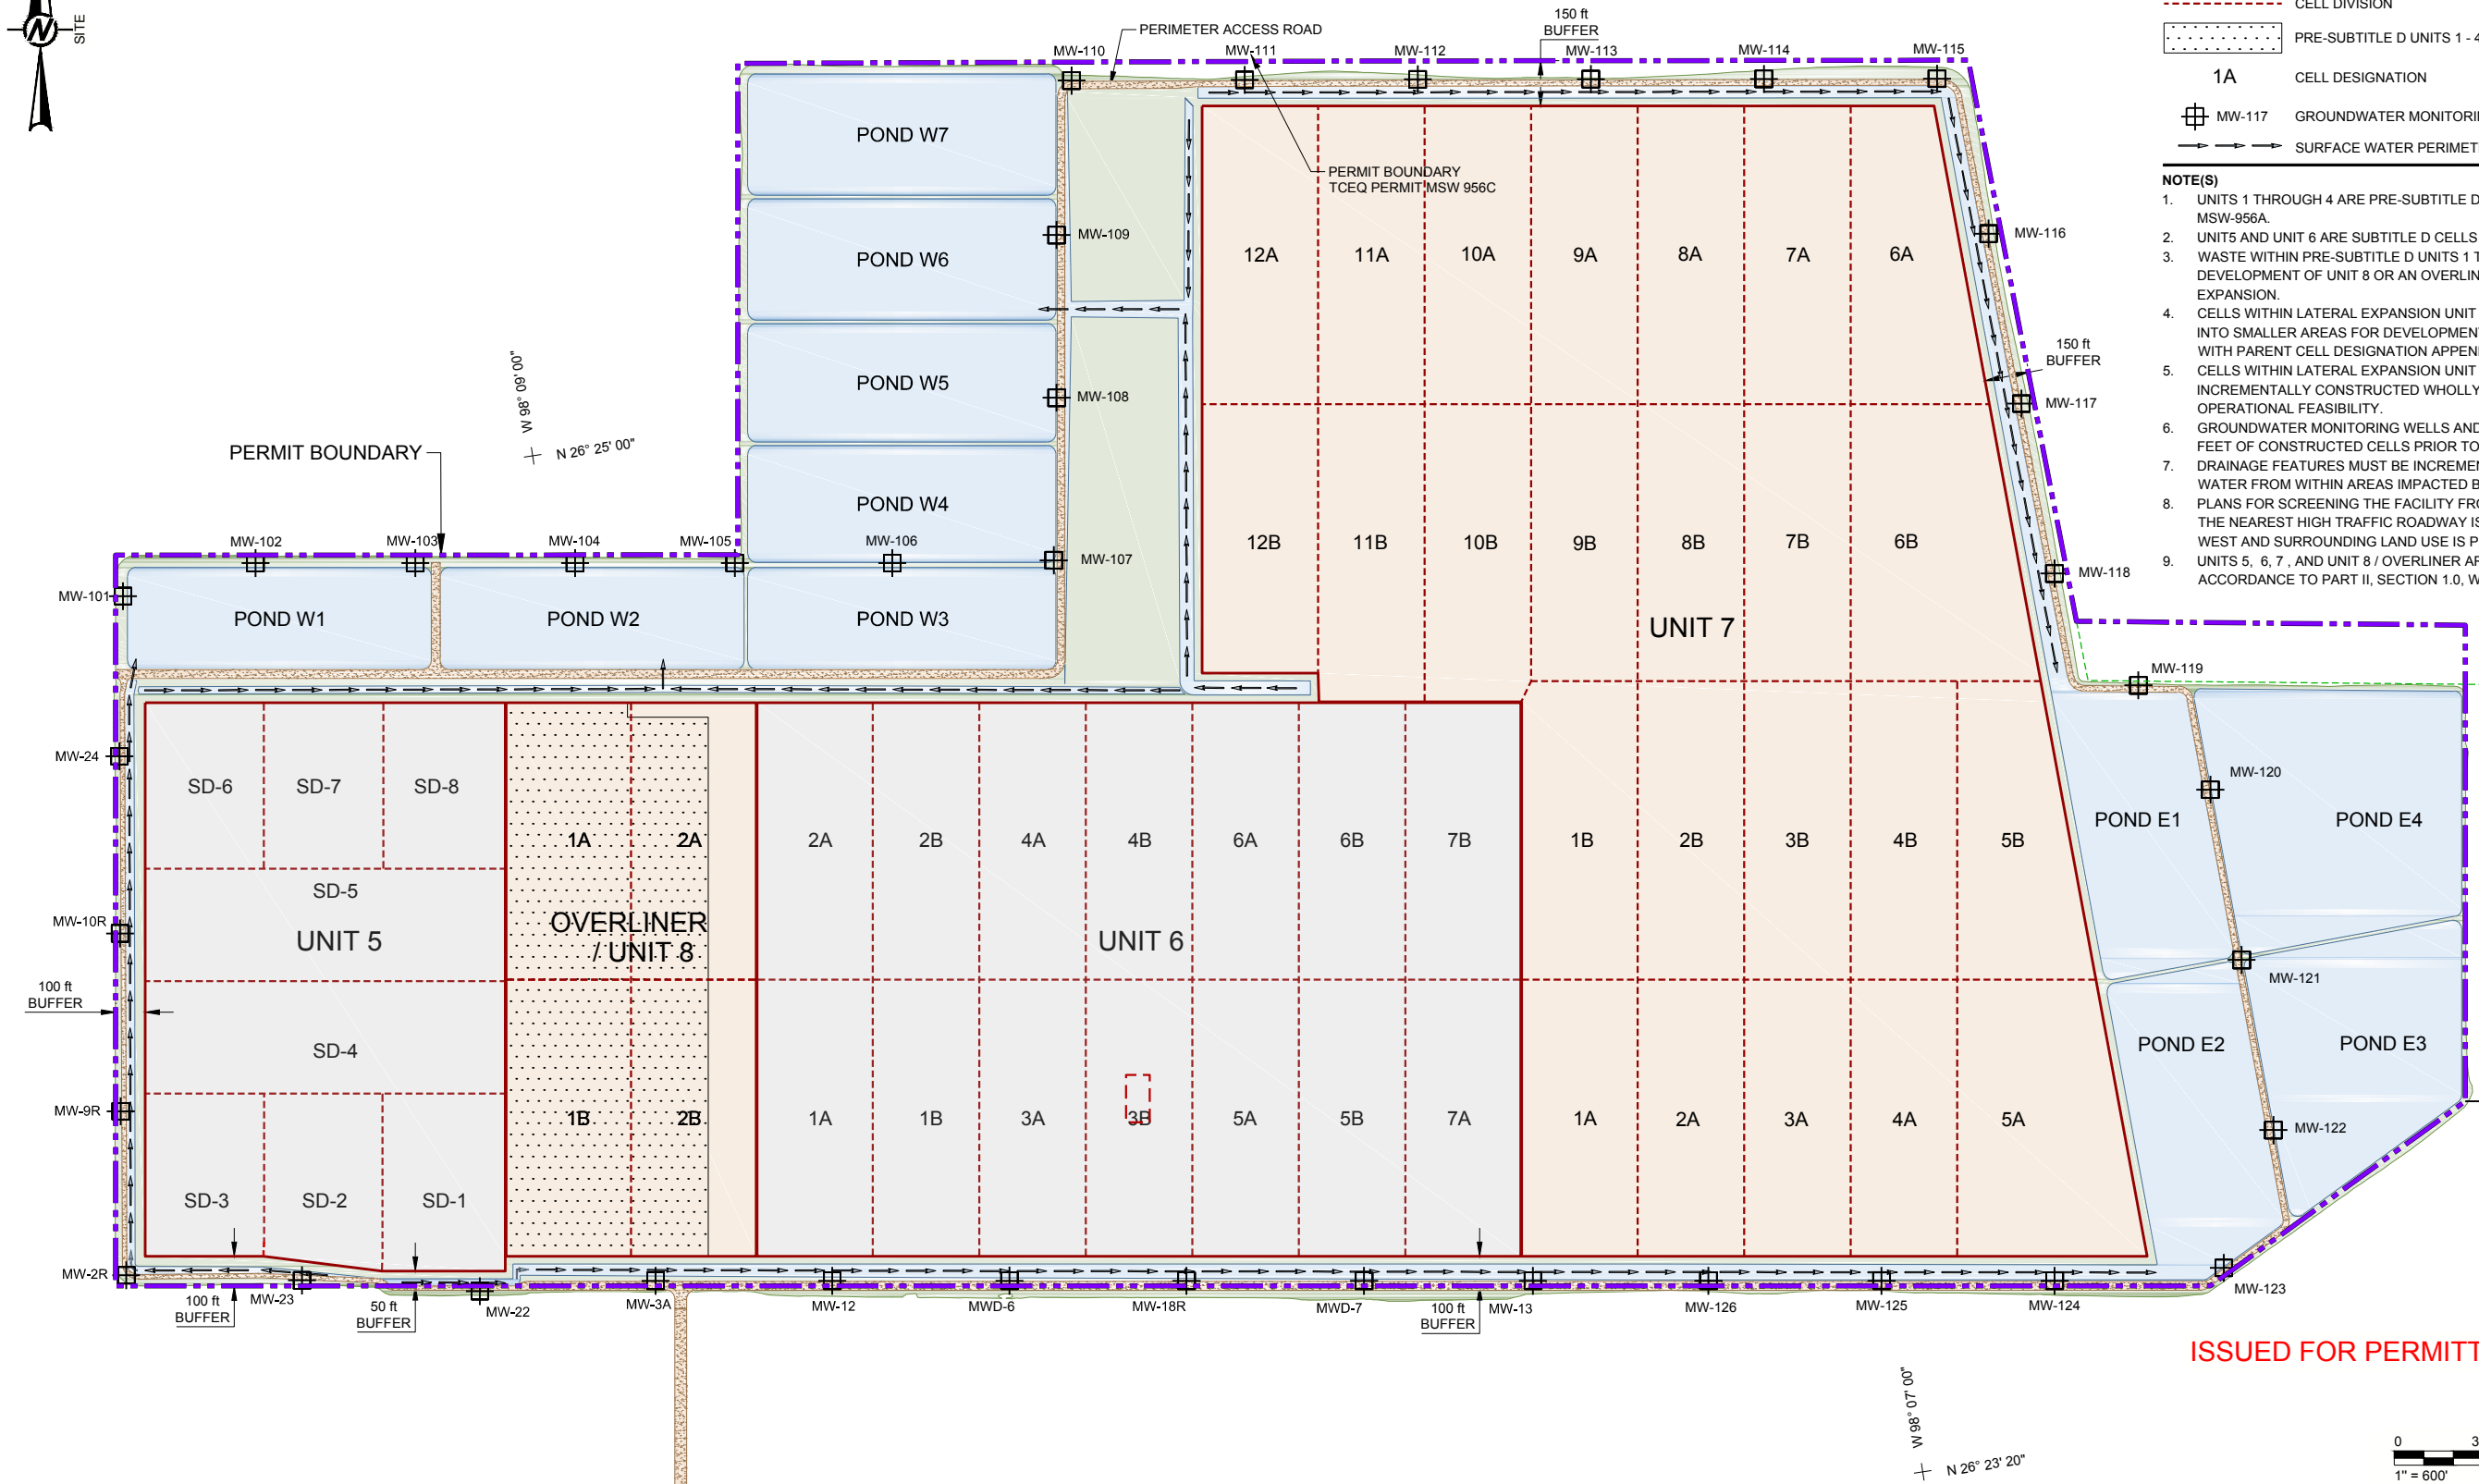 N
SITE
CELL DIVISION
PRE-SUBTITLE D UNITS 1 - 4
1A CELL DESIGNATION
MW-117 GROUNDWATER MONITORI
SURFACE WATER PERIMET
NOTE(S)
1. UNITS 1 THROUGH 4 ARE PRE-SUBTITLE D
MSW-956A.
2. UNIT5 AND UNIT 6 ARE SUBTITLE D CELLS
3. WASTE WITHIN PRE-SUBTITLE D UNITS 1 T
DEVELOPMENT OF UNIT 8 OR AN OVERLIN
EXPANSION.
4. CELLS WITHIN LATERAL EXPANSION UNIT
INTO SMALLER AREAS FOR DEVELOPMENT
WITH PARENT CELL DESIGNATION APPEN
5. CELLS WITHIN LATERAL EXPANSION UNIT
INCREMENTALLY CONSTRUCTED WHOLLY
OPERATIONAL FEASIBILITY.
6. GROUNDWATER MONITORING WELLS AND
FEET OF CONSTRUCTED CELLS PRIOR TO
7. DRAINAGE FEATURES MUST BE INCREMEN
WATER FROM WITHIN AREAS IMPACTED B
8. PLANS FOR SCREENING THE FACILITY FRO
THE NEAREST HIGH TRAFFIC ROADWAY IS
WEST AND SURROUNDING LAND USE IS P
9. UNITS 5, 6, 7 , AND UNIT 8 / OVERLINER AR
ACCORDANCE TO PART II, SECTION 1.0, W
PERIMETER ACCESS ROAD
150 ft
BUFFER
MW-110
MW-111
MW-112
MW-113
MW-114
MW-115
PERMIT BOUNDARY
TCEQ PERMIT MSW 956C
POND W7
POND W6
POND W5
POND W4
MW-109
MW-108
MW-107
12A
11A
10A
9A
8A
7A
6A
MW-116
150 ft
BUFFER
MW-117
W 98° 09' 00"
N 26° 25' 00"
PERMIT BOUNDARY
MW-102
MW-103
MW-104
MW-105
MW-106
12B
11B
10B
9B
8B
7B
6B
MW-118
MW-101
POND W1
POND W2
POND W3
UNIT 7
MW-119
MW-24
SD-6
SD-7
SD-8
1A
2A
2A
2B
4A
4B
6A
6B
7B
1B
2B
3B
4B
5B
POND E1
MW-120
POND E4
SD-5
MW-10R
UNIT 5
OVERLINER
/ UNIT 8
UNIT 6
MW-121
100 ft
BUFFER
SD-4
POND E2
POND E3
MW-9R
1B
2B
1A
1B
3A
3B
5A
5B
7A
1A
2A
3A
4A
5A
MW-122
SD-3
SD-2
SD-1
MW-2R
100 ft
BUFFER
MW-23
50 ft
BUFFER
MW-22
MW-3A
MW-12
MWD-6
MW-18R
MWD-7
100 ft
BUFFER
MW-13
MW-126
MW-125
MW-124
MW-123
ISSUED FOR PERMITT
W 98° 07' 00"
N 26° 23' 20"
0 3
1" = 600'